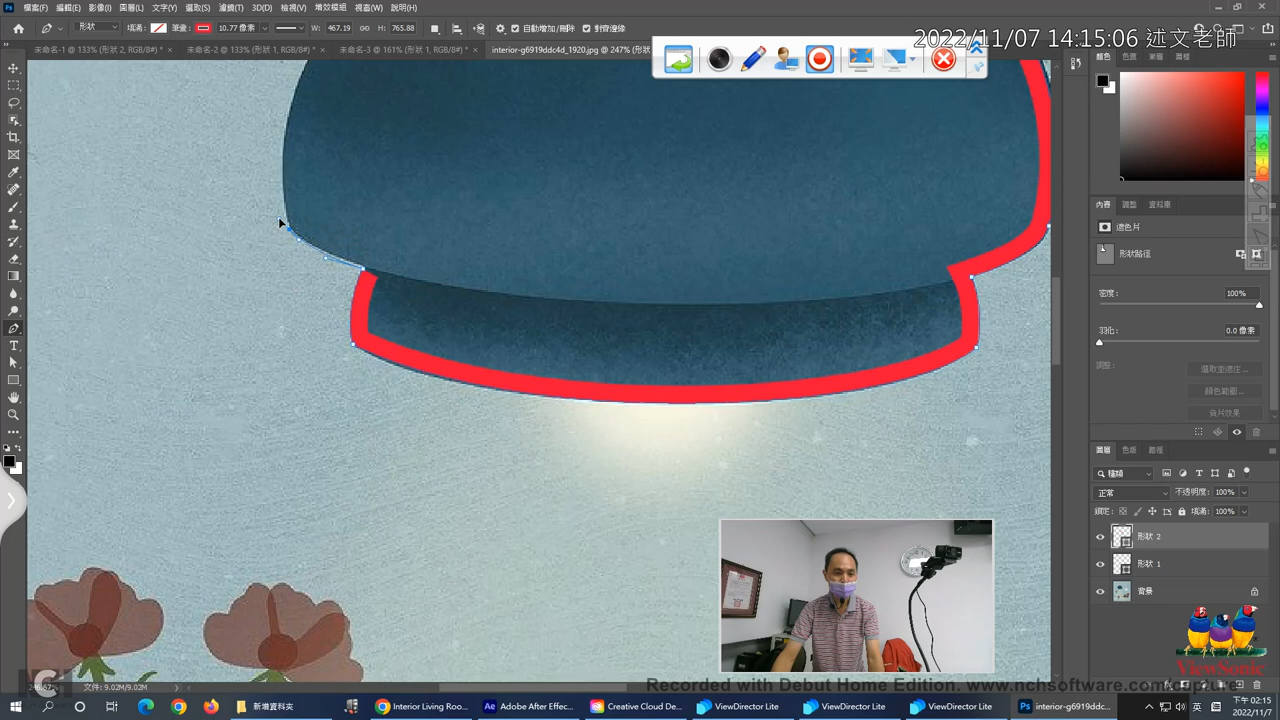 檔案(F) 編輯(E) 影像(I) 圖層(L) 文字(Y) 選取(S) 濾鏡(T) 3D(D) 檢視(V) 增效模組 視窗(W) 說明(H)
形狀 填滿: 筆畫: 10.77 像素 W: 467.19 H: 765.88 自動增加/刪除 對齊邊緣
2022/11/07 14:15:06 述文老師
未命名-1 @ 133% (形狀 2, RGB/8#) * × 未命名-2 @ 133% (形狀 1, RGB/8#) * × 未命名-3 @ 161% (形狀 1, RGB/8#) * × interior-g6919ddc4d_1920.jpg @ 247% (形狀
顏色 色票 漸層 圖樣
內容 調整 資料庫
遮色片
形狀路徑
密度: 100%
羽化: 0.0 像素
調整: 選取並遮住...
顏色範圍...
負片效果
圖層 色版 路徑
種類
正常 不透明度: 100%
鎖定: 填滿: 100%
形狀 2
形狀 1
背景
ViewSonic
文件: 9.02M/9.02M
Recorded with Debut Home Edition. www.nchsoftware.com/capture
新增資料夾 Interior Living Roo... Adobe After Effec... Creative Cloud De... ViewDirector Lite ViewDirector Lite ViewDirector Lite interior-g6919ddc...
英 下午 02:15
2022/11/7